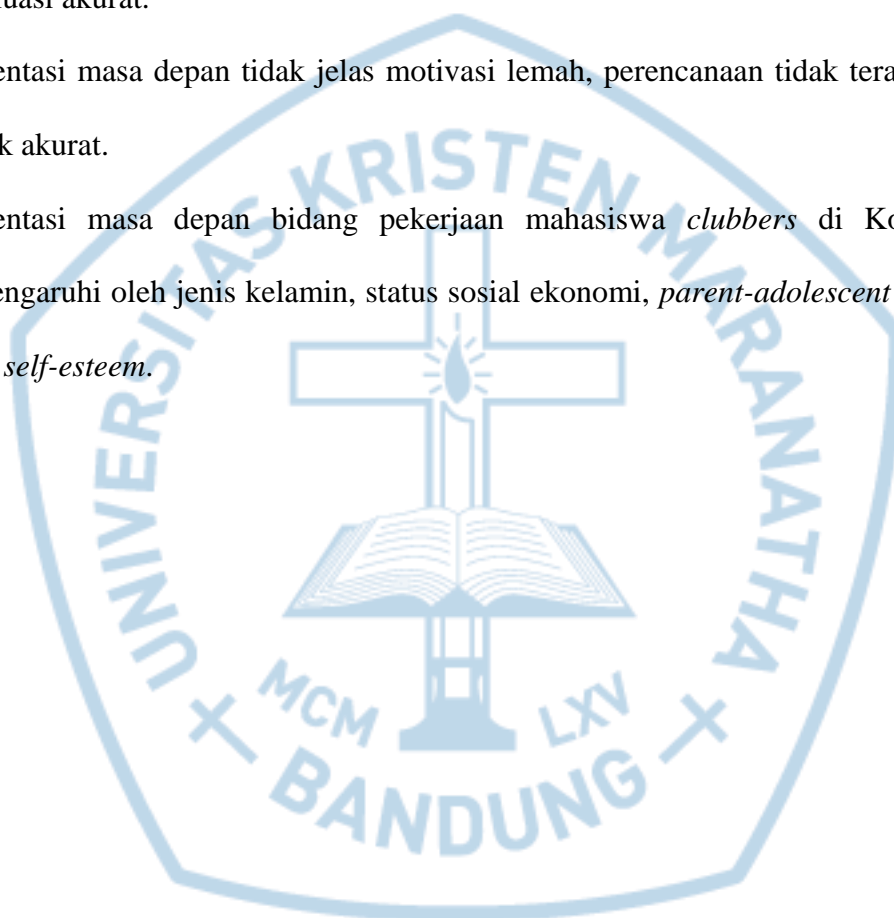 uasi akurat.
entasi masa depan tidak jelas motivasi lemah, perencanaan tidak tera
k akurat.
entasi masa depan bidang pekerjaan mahasiswa clubbers di Ko
engaruhi oleh jenis kelamin, status sosial ekonomi, parent-adolescent
self-esteem.
UNIVERSITAS KRISTEN MARANATHA
MCM LXV
BANDUNG